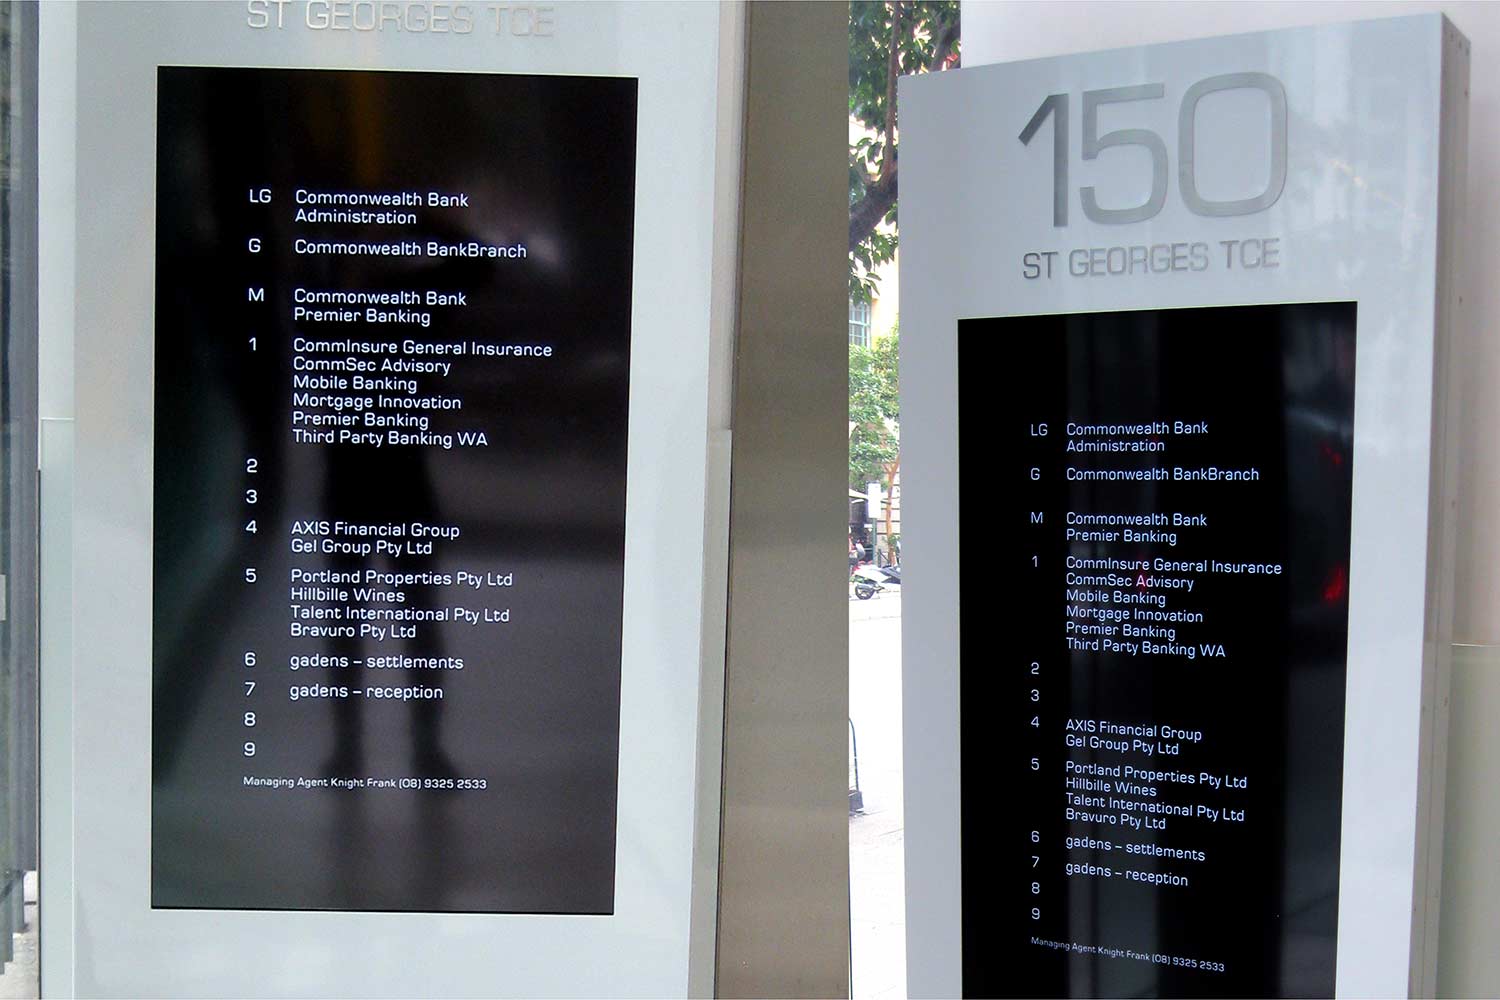 ST GEORGES TCE
LG Commonwealth Bank
Administration
G Commonwealth BankBranch
M Commonwealth Bank
Premier Banking
1 CommInsure General Insurance
CommSec Advisory
Mobile Banking
Mortgage Innovation
Premier Banking
Third Party Banking WA
2
3
4 AXIS Financial Group
Gel Group Pty Ltd
5 Portland Properties Pty Ltd
Hillbille Wines
Talent International Pty Ltd
Bravuro Pty Ltd
6 gadens – settlements
7 gadens – reception
8
9
Managing Agent Knight Frank (08) 9325 2533
150
ST GEORGES TCE
LG Commonwealth Bank
Administration
G Commonwealth BankBranch
M Commonwealth Bank
Premier Banking
1 CommInsure General Insurance
CommSec Advisory
Mobile Banking
Mortgage Innovation
Premier Banking
Third Party Banking WA
2
3
4 AXIS Financial Group
Gel Group Pty Ltd
5 Portland Properties Pty Ltd
Hillbille Wines
Talent International Pty Ltd
Bravuro Pty Ltd
6 gadens – settlements
7 gadens – reception
8
9
Managing Agent Knight Frank (08) 9325 2533